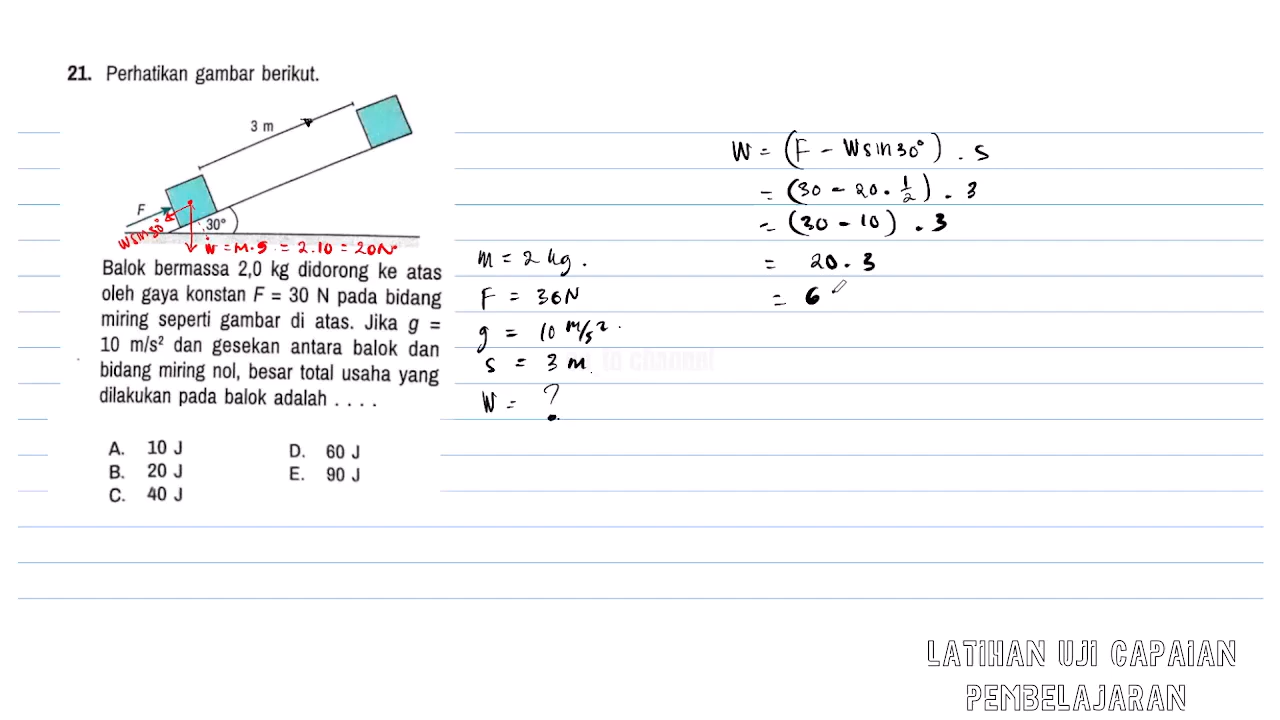 21. Perhatikan gambar berikut.
3 m
F
W sin 30°
30°
W = M.g = 2.10 = 20N
Balok bermassa 2,0 kg didorong ke atas
oleh gaya konstan F = 30 N pada bidang
miring seperti gambar di atas. Jika g =
10 m/s² dan gesekan antara balok dan
bidang miring nol, besar total usaha yang
dilakukan pada balok adalah . . . .
A. 10 J
B. 20 J
C. 40 J
D. 60 J
E. 90 J
m = 2 kg.
F = 30N
g = 10 m/s².
s = 3 m
W = ?
W = (F - W sin 30°) . s
= (30 - 20 . 1/2) . 3
= (30 - 10) . 3
= 20 . 3
= 6
LATIHAN UJI CAPAIAN
PEMBELAJARAN